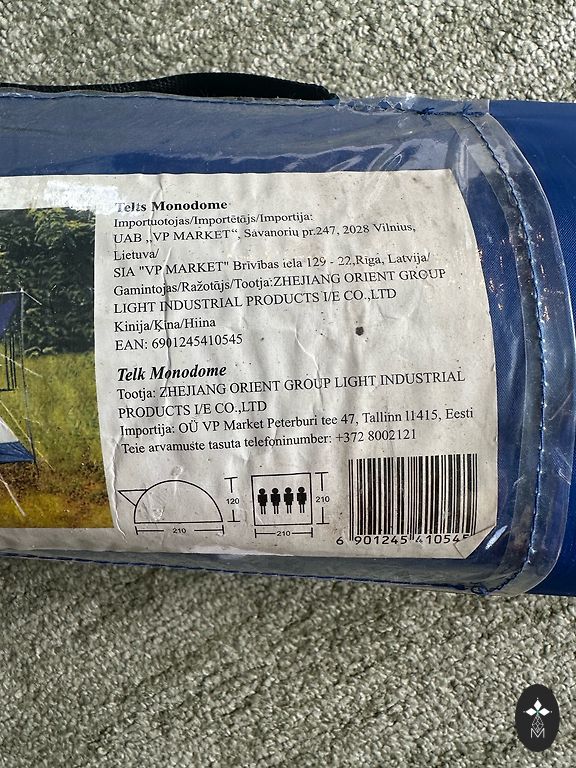 Telts Monodome
Importuotojas/Importētājs/Importija:
UAB „VP MARKET“, Savanorių pr.247, 2028 Vilnius,
Lietuva/
SIA "VP MARKET" Brīvības iela 129 - 22,Rīga, Latvija/
Gamintojas/Ražotājs/Tootja:ZHEJIANG ORIENT GROUP
LIGHT INDUSTRIAL PRODUCTS I/E CO.,LTD
Kinija/Ķīna/Hiina
EAN: 6901245410545
Telk Monodome
Tootja: ZHEJIANG ORIENT GROUP LIGHT INDUSTRIAL
PRODUCTS I/E CO.,LTD
Importija: OÜ VP Market Peterburi tee 47, Tallinn 11415, Eesti
Teie arvamuste tasuta telefoninumber: +372 8002121
120
210
210
210
6 901245 410545
M